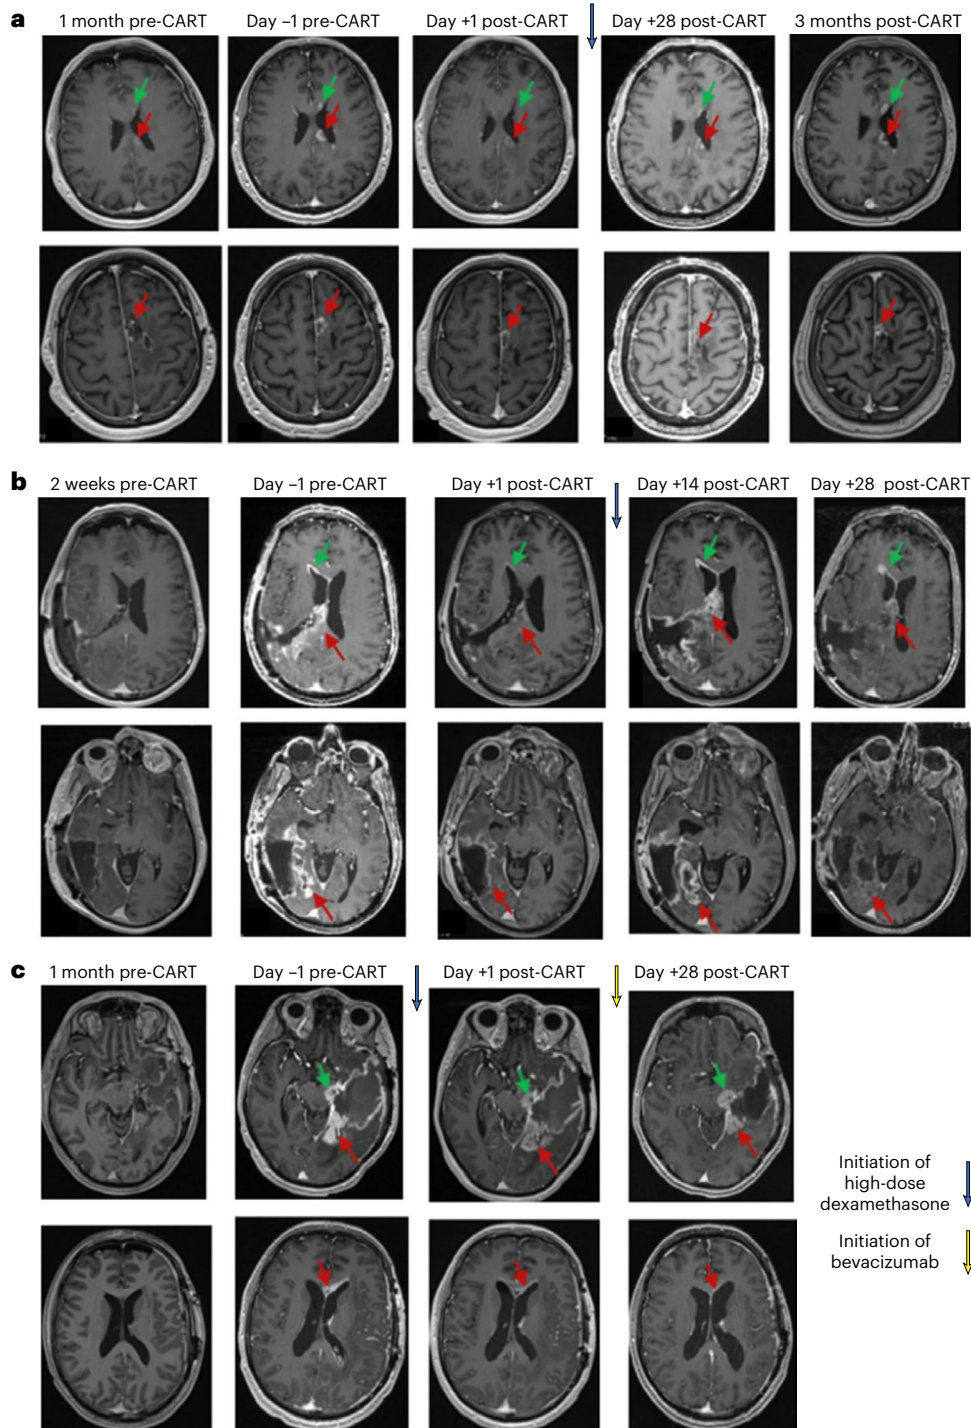 a
1 month pre-CART
Day −1 pre-CART
Day +1 post-CART
Day +28 post-CART
3 months post-CART
b
2 weeks pre-CART
Day −1 pre-CART
Day +1 post-CART
Day +14 post-CART
Day +28 post-CART
c
1 month pre-CART
Day −1 pre-CART
Day +1 post-CART
Day +28 post-CART
Initiation of
high-dose
dexamethasone
Initiation of
bevacizumab